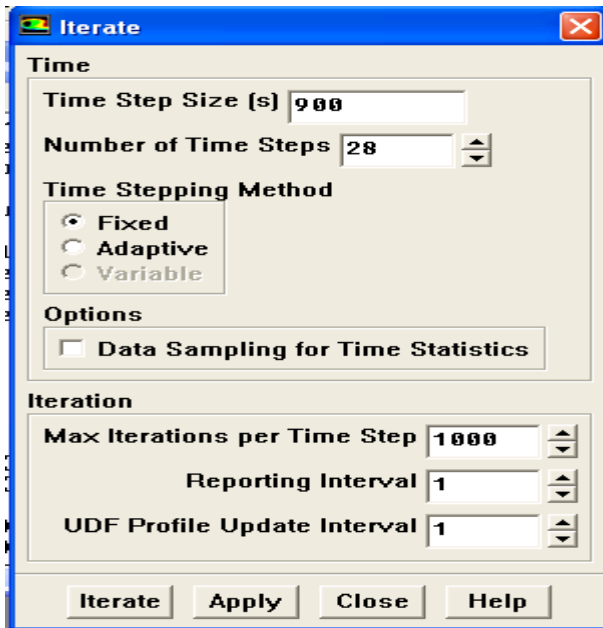 Iterate
Time
Time Step Size (s) 900
Number of Time Steps 28
Time Stepping Method
Fixed
Adaptive
Variable
Options
Data Sampling for Time Statistics
Iteration
Max Iterations per Time Step 1000
Reporting Interval 1
UDF Profile Update Interval 1
Iterate Apply Close Help